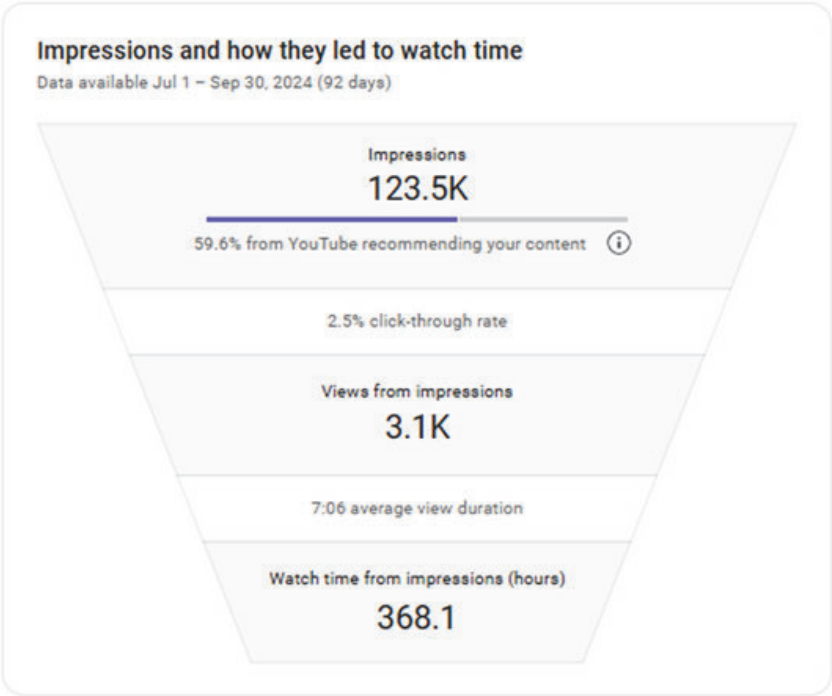 Impressions and how they led to watch time
Data available Jul 1 – Sep 30, 2024 (92 days)
Impressions
123.5K
59.6% from YouTube recommending your content
2.5% click-through rate
Views from impressions
3.1K
7:06 average view duration
Watch time from impressions (hours)
368.1